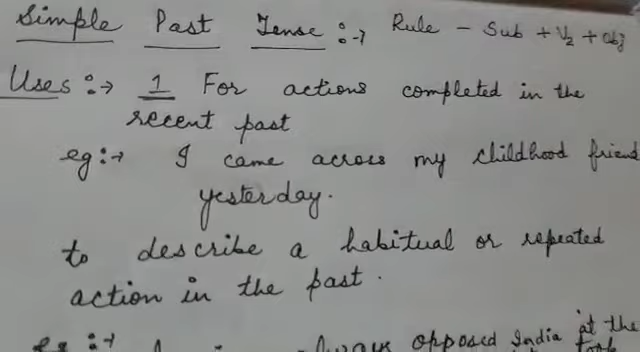 Simple Past Tense :→ Rule - Sub + V₂ + Obj
Uses :→ 1 For actions completed in the
recent past
eg :→ I came across my childhood friend
yesterday.
to describe a habitual or repeated
action in the past.
eg :→ always opposed India at the